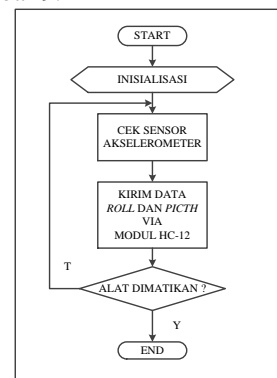 START
INISIALISASI
CEK SENSOR
AKSELEROMETER
KIRIM DATA
ROLL DAN PICTH
VIA
MODUL HC-12
T
ALAT DIMATIKAN ?
Y
END